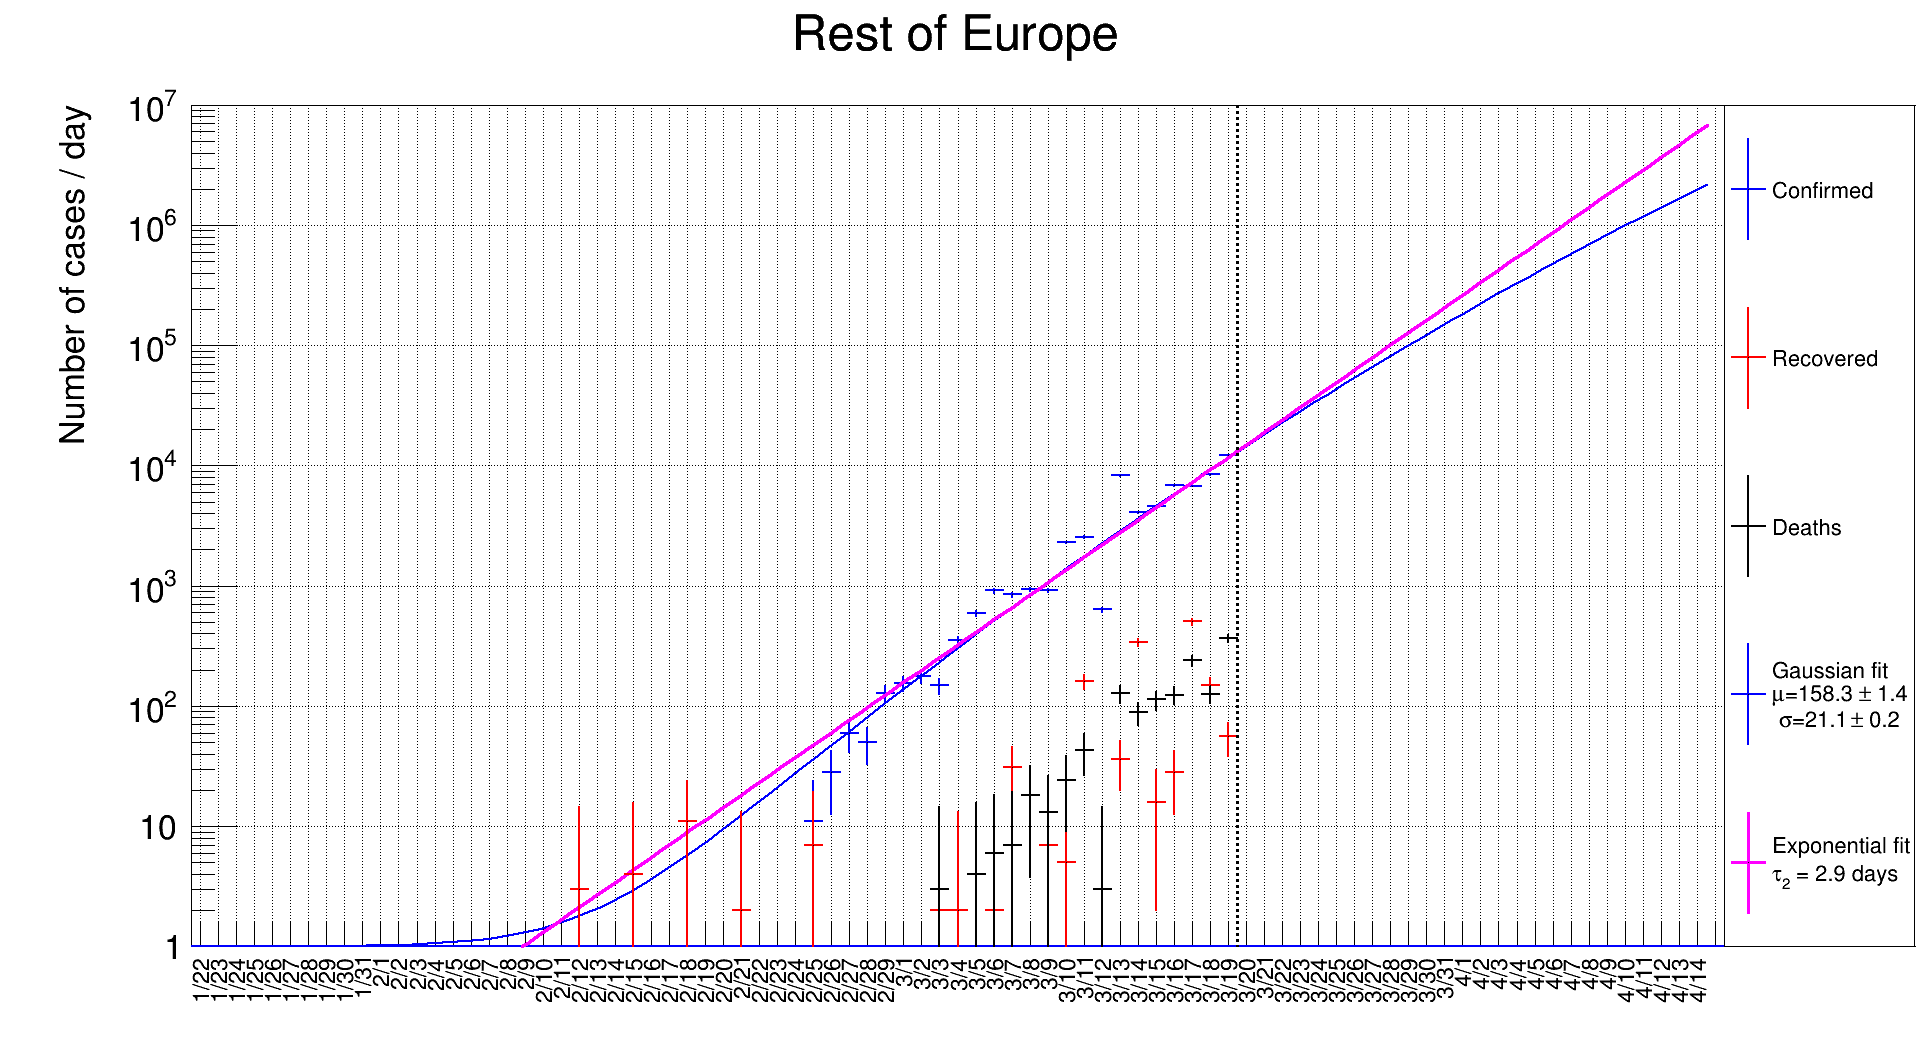 Rest of Europe
Number of cases / day
10^7
10^6
10^5
10^4
10^3
10^2
10
1
1/22 1/23 1/24 1/25 1/26 1/27 1/28 1/29 1/30 1/31 2/1 2/2 2/3 2/4 2/5 2/6 2/7 2/8 2/9 2/10 2/11 2/12 2/13 2/14 2/15 2/16 2/17 2/18 2/19 2/20 2/21 2/22 2/23 2/24 2/25 2/26 2/27 2/28 2/29 3/1 3/2 3/3 3/4 3/5 3/6 3/7 3/8 3/9 3/10 3/11 3/12 3/13 3/14 3/15 3/16 3/17 3/18 3/19 3/20 3/21 3/22 3/23 3/24 3/25 3/26 3/27 3/28 3/29 3/30 3/31 4/1 4/2 4/3 4/4 4/5 4/6 4/7 4/8 4/9 4/10 4/11 4/12 4/13 4/14
Confirmed
Recovered
Deaths
Gaussian fit
μ=158.3 ± 1.4
σ=21.1 ± 0.2
Exponential fit
τ₂ = 2.9 days